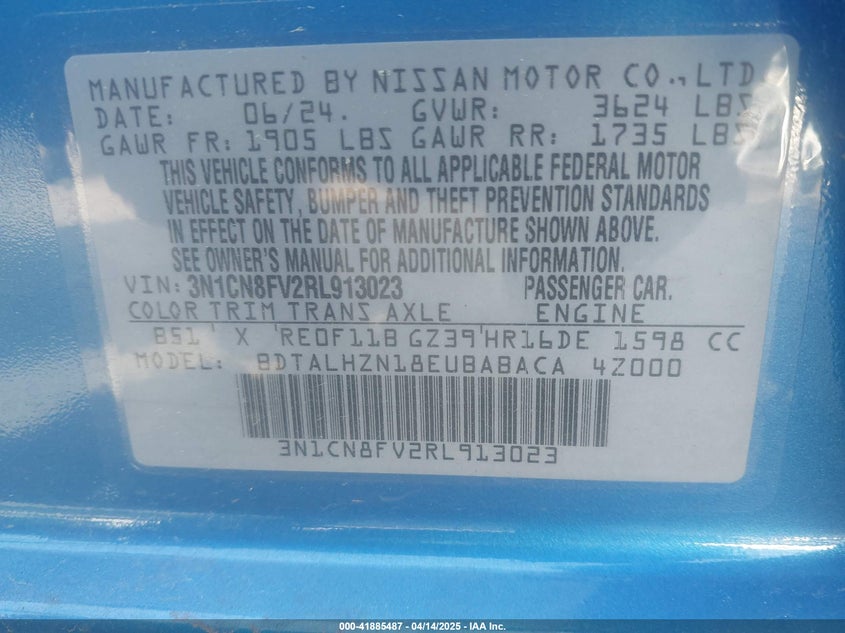 MANUFACTURED BY NISSAN MOTOR CO., LTD
DATE: 06/24. GVWR: 3624 LBS
GAWR FR: 1905 LBS GAWR RR: 1735 LBS
THIS VEHICLE CONFORMS TO ALL APPLICABLE FEDERAL MOTOR
VEHICLE SAFETY, BUMPER AND THEFT PREVENTION STANDARDS
IN EFFECT ON THE DATE OF MANUFACTURE SHOWN ABOVE.
SEE OWNER'S MANUAL FOR ADDITIONAL INFORMATION.
VIN: 3N1CN8FV2RL913023 PASSENGER CAR.
COLOR TRIM TRANS AXLE ENGINE
B51 X RE0F11B GZ39 HR16DE 1598 CC
MODEL: BDTALHZN18EUBABACA 4Z000
3N1CN8FV2RL913023
000-41885487 - 04/14/2025 - IAA Inc.